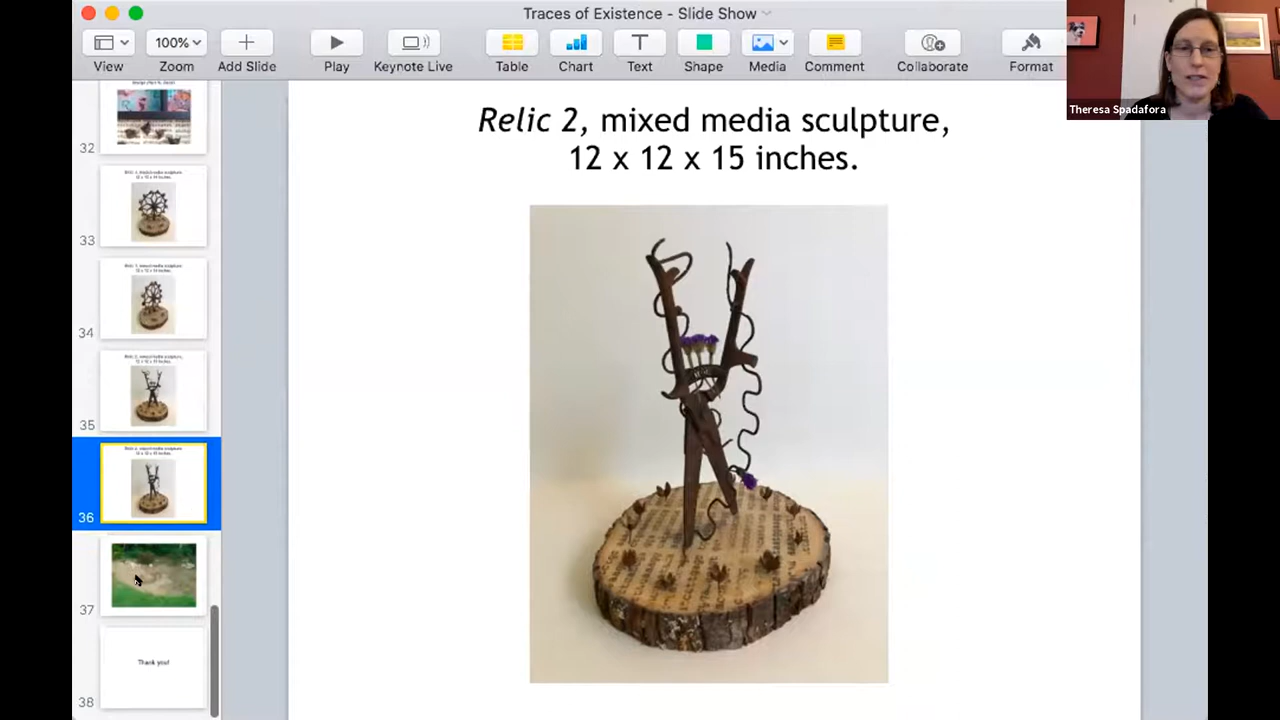 Traces of Existence - Slide Show
100%
View
Zoom
Add Slide
Play
Keynote Live
Table
Chart
Text
Shape
Media
Comment
Collaborate
Format
Theresa Spadafora
Relic 2, mixed media sculpture,
12 x 12 x 15 inches.
32
33
34
35
36
37
Thank you!
38